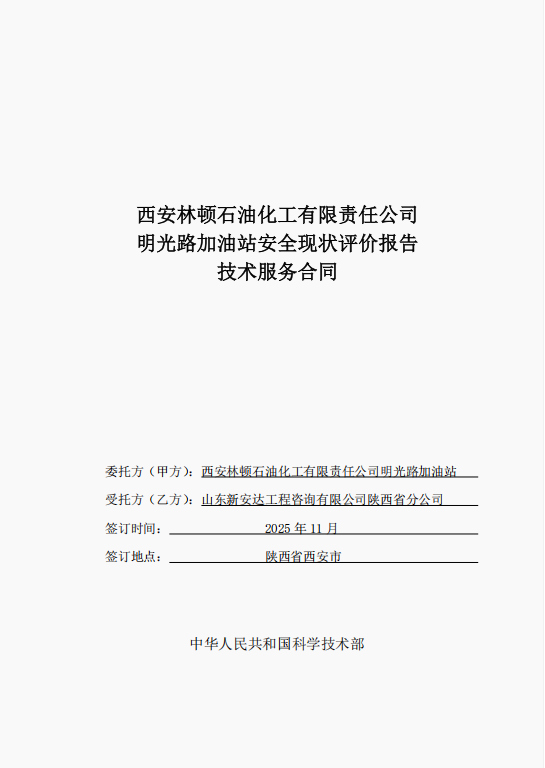 西安林顿石油化工有限责任公司
明光路加油站安全现状评价报告
技术服务合同
委托方（甲方）：西安林顿石油化工有限责任公司明光路加油站
受托方（乙方）：山东新安达工程咨询有限公司陕西省分公司
签订时间：2025 年 11 月
签订地点：陕西省西安市
中华人民共和国科学技术部